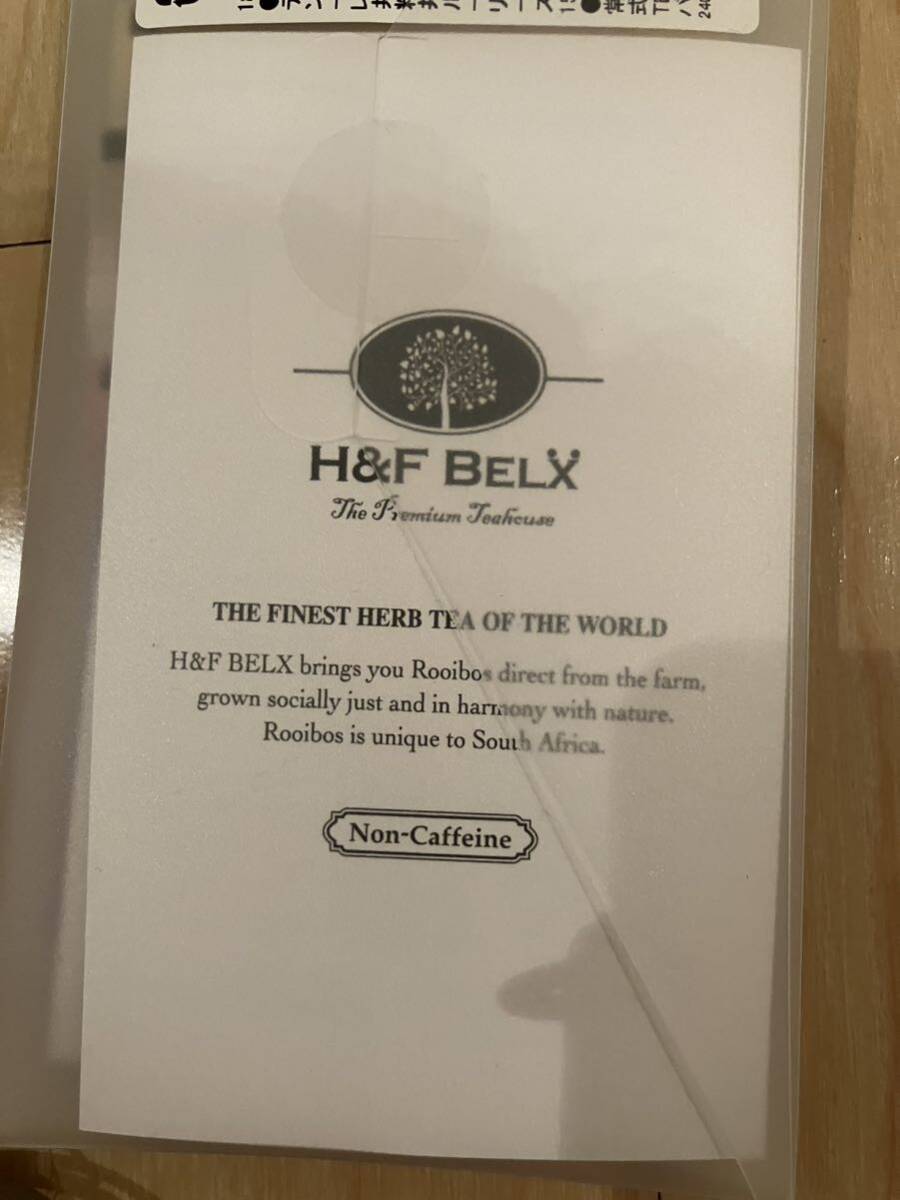 H&F BELX
The Premium Teahouse
THE FINEST HERB TEA OF THE WORLD
H&F BELX brings you Rooibos direct from the farm,
grown socially just and in harmony with nature.
Rooibos is unique to South Africa.
Non-Caffeine